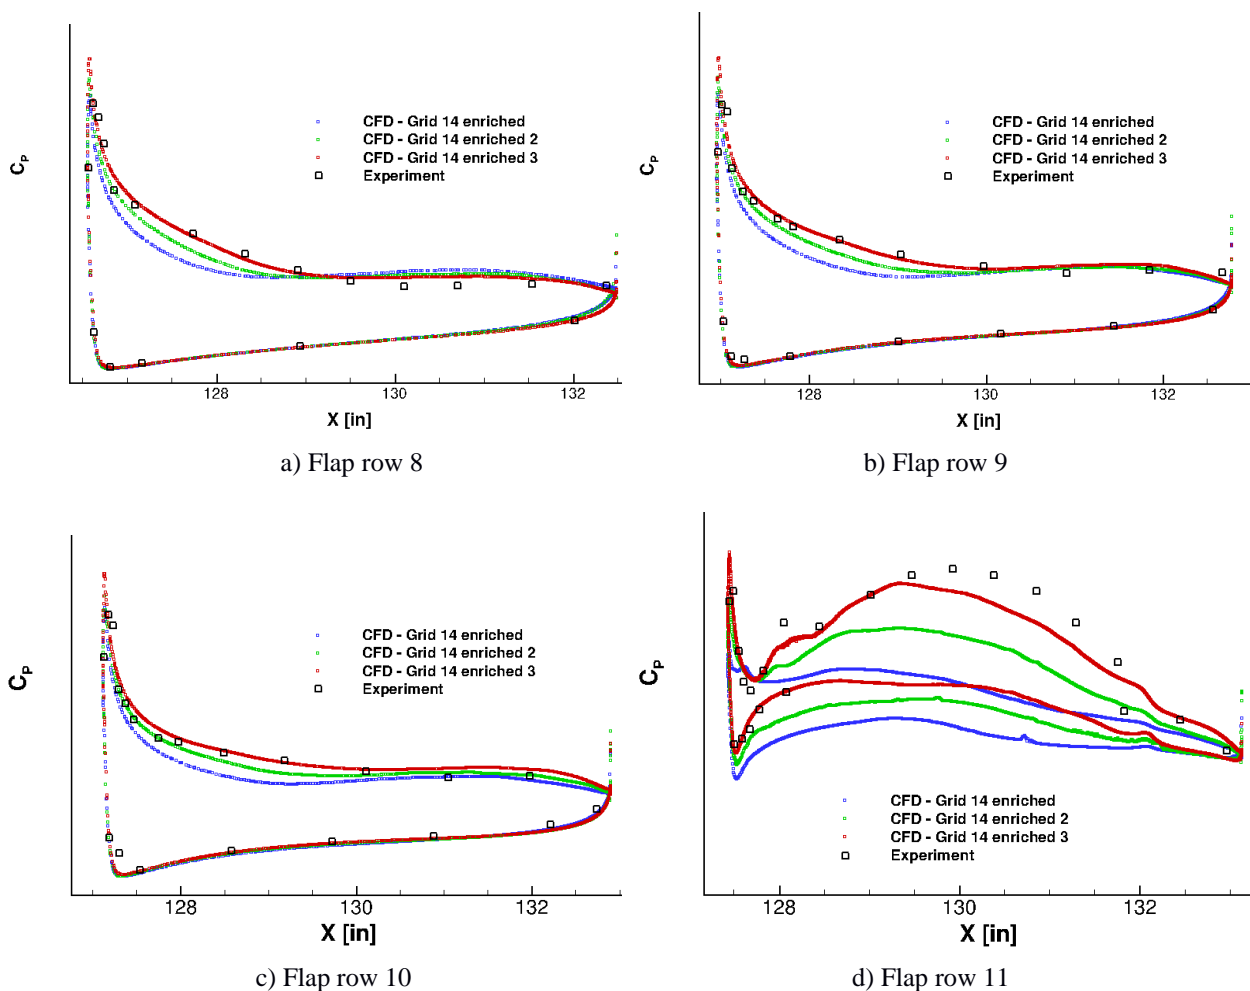 C_P
CFD - Grid 14 enriched
CFD - Grid 14 enriched 2
CFD - Grid 14 enriched 3
Experiment
128 130 132
X [in]
a) Flap row 8
C_P
CFD - Grid 14 enriched
CFD - Grid 14 enriched 2
CFD - Grid 14 enriched 3
Experiment
128 130 132
X [in]
b) Flap row 9
C_P
CFD - Grid 14 enriched
CFD - Grid 14 enriched 2
CFD - Grid 14 enriched 3
Experiment
128 130 132
X [in]
c) Flap row 10
C_P
CFD - Grid 14 enriched
CFD - Grid 14 enriched 2
CFD - Grid 14 enriched 3
Experiment
128 130 132
X [in]
d) Flap row 11